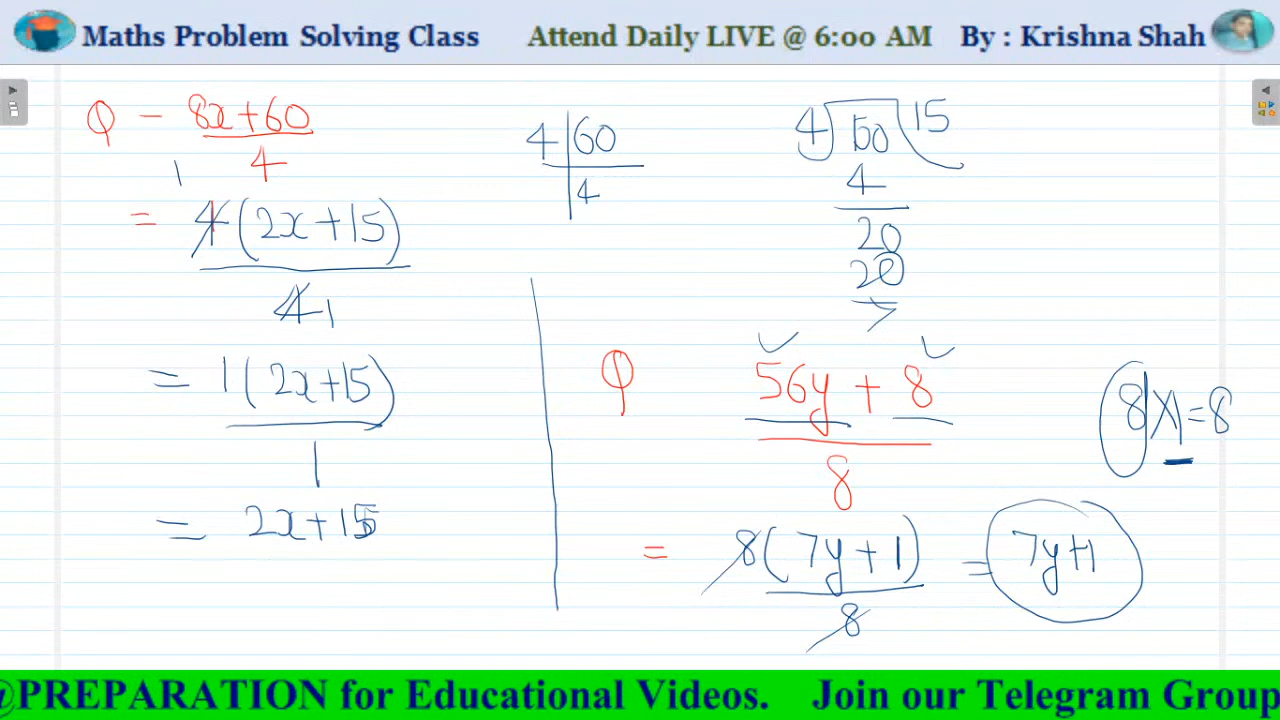 Maths Problem Solving Class Attend Daily LIVE @ 6:00 AM By : Krishna Shah
Q - 8x+60
4
1
= 4(2x+15)
4 1
= 1(2x+15)
1
= 2x+15
4 60
4
4 60 15
4
20
20
Q 56y + 8
8
= 8(7y+1) = 7y+1
8
8×1=8
@PREPARATION for Educational Videos. Join our Telegram Group